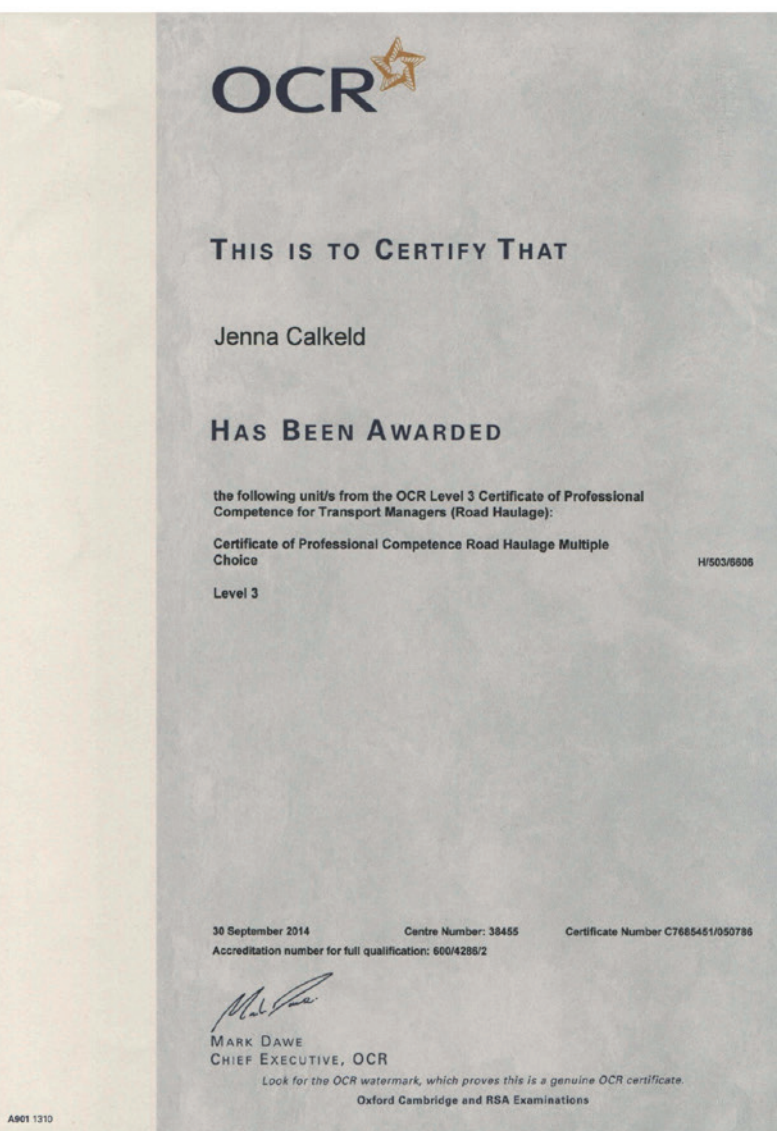 OCR
THIS IS TO CERTIFY THAT
Jenna Calkeld
HAS BEEN AWARDED
the following unit/s from the OCR Level 3 Certificate of Professional
Competence for Transport Managers (Road Haulage):
Certificate of Professional Competence Road Haulage Multiple
Choice H/503/6606
Level 3
30 September 2014 Centre Number: 38455 Certificate Number C7685451/050786
Accreditation number for full qualification: 600/4286/2
Mark Dawe
MARK DAWE
CHIEF EXECUTIVE, OCR
Look for the OCR watermark, which proves this is a genuine OCR certificate.
Oxford Cambridge and RSA Examinations
A901 1310